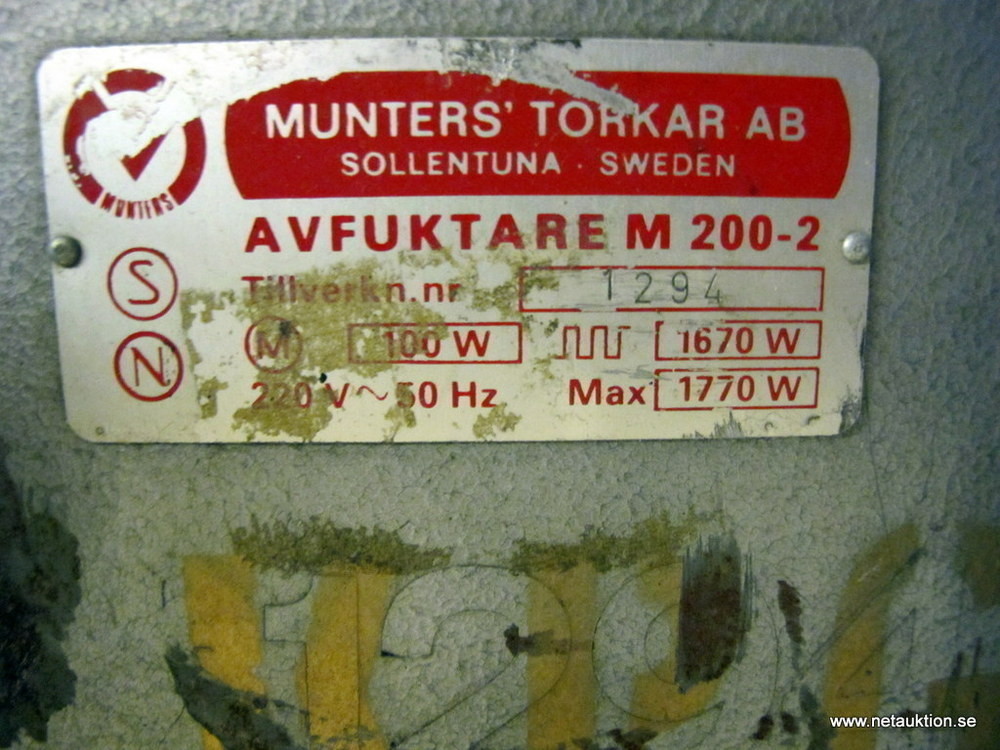 MUNTERS' TORKAR AB
SOLLENTUNA · SWEDEN
MUNTERS
AVFUKTARE M 200-2
S
Tillverkn.nr 1294
N
M 100 W 1670 W
220 V ~ 50 Hz Max 1770 W
1294
www.netauktion.se